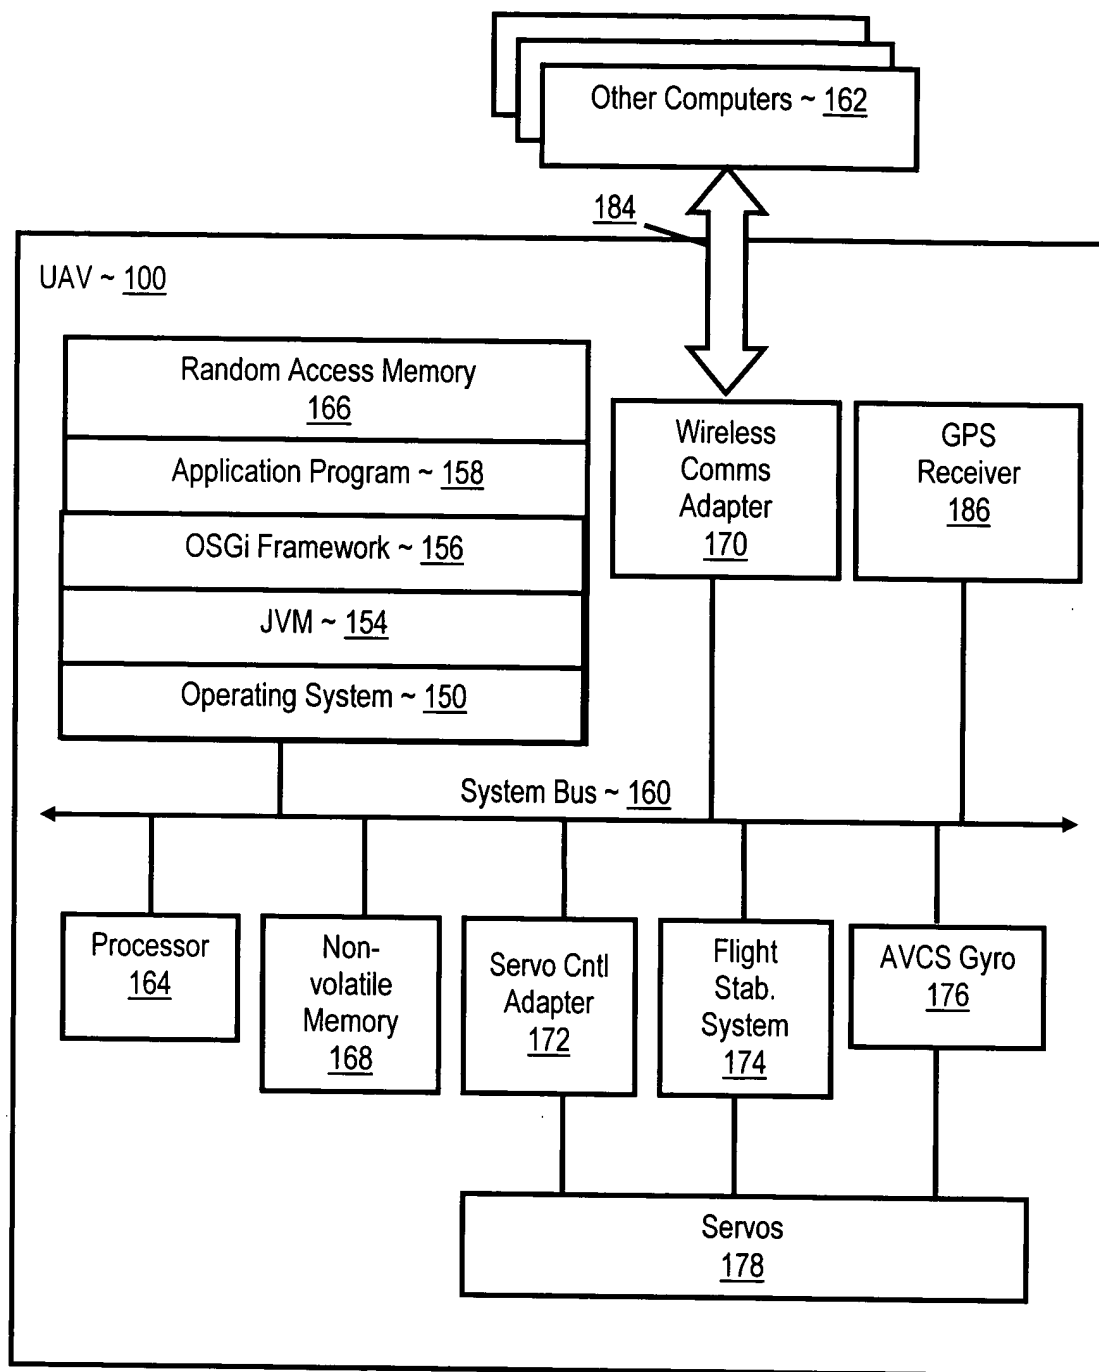 Other Computers ~ 162
184
UAV ~ 100
Random Access Memory
166
Application Program ~ 158
OSGi Framework ~ 156
JVM ~ 154
Operating System ~ 150
Wireless
Comms
Adapter
170
GPS
Receiver
186
System Bus ~ 160
Processor
164
Non-
volatile
Memory
168
Servo Cntl
Adapter
172
Flight
Stab.
System
174
AVCS Gyro
176
Servos
178